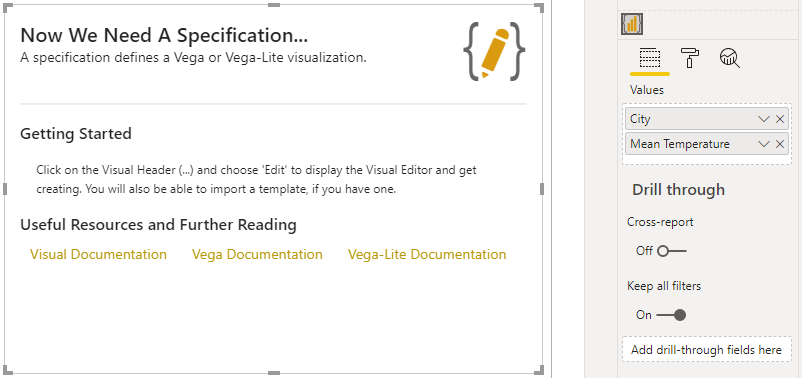 Now We Need A Specification...
A specification defines a Vega or Vega-Lite visualization.
Getting Started
Click on the Visual Header (...) and choose 'Edit' to display the Visual Editor and get
creating. You will also be able to import a template, if you have one.
Useful Resources and Further Reading
Visual Documentation Vega Documentation Vega-Lite Documentation
Values
City
Mean Temperature
Drill through
Cross-report
Off
Keep all filters
On
Add drill-through fields here